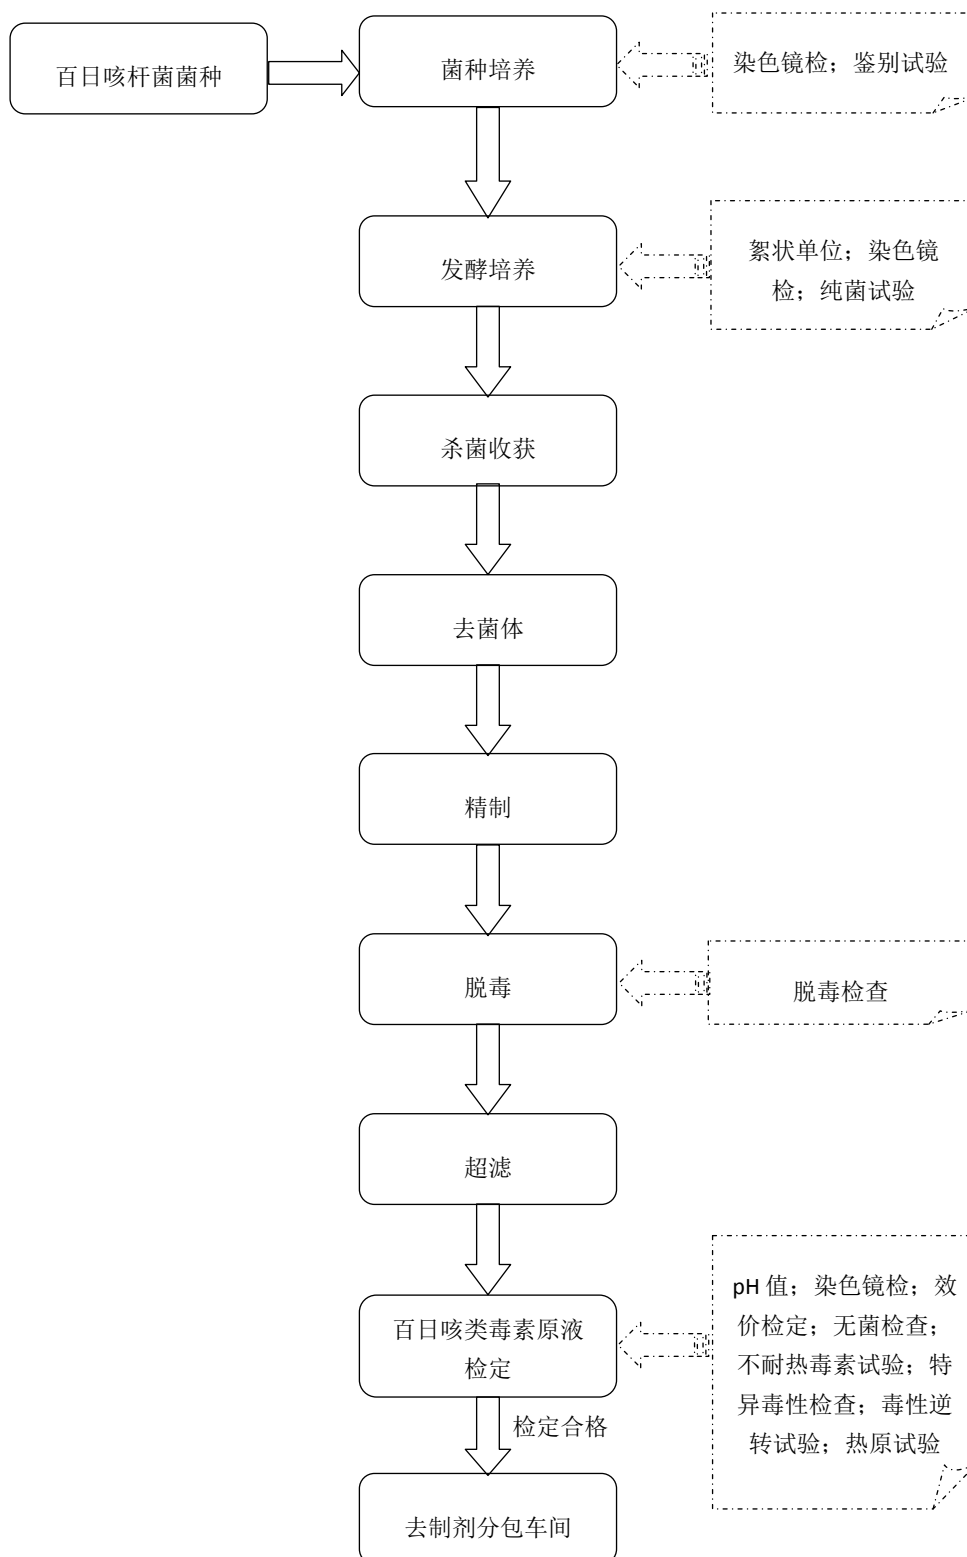 百日咳杆菌菌种
菌种培养
染色镜检；鉴别试验
发酵培养
絮状单位；染色镜
检；纯菌试验
杀菌收获
去菌体
精制
脱毒
脱毒检查
超滤
百日咳类毒素原液
检定
pH 值；染色镜检；效
价检定；无菌检查；
不耐热毒素试验；特
异毒性检查；毒性逆
转试验；热原试验
检定合格
去制剂分包车间